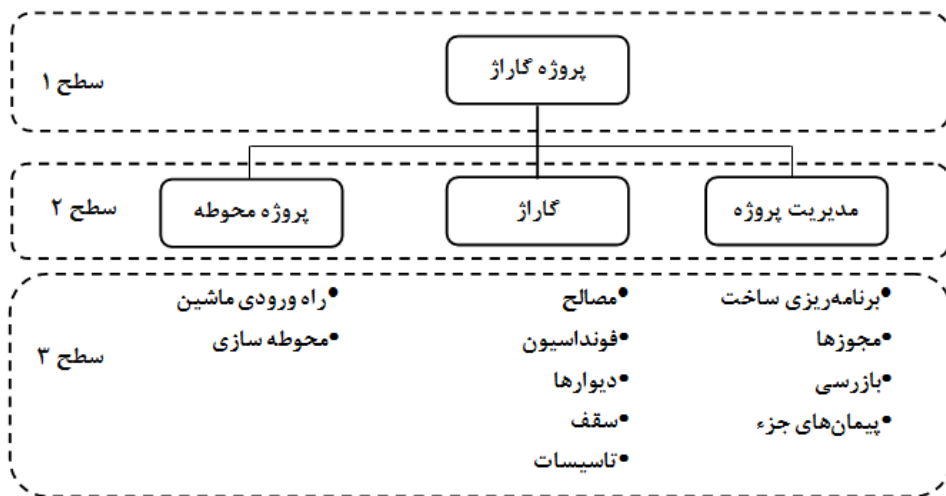 پروژه گاراژ
سطح ۱
مدیریت پروژه
گاراژ
پروژه محوطه
سطح ۲
•برنامه‌ریزی ساخت
•مجوزها
•بازرسی
•پیمان‌های جزء
•مصالح
•فونداسیون
•دیوارها
•سقف
•تاسیسات
•راه ورودی ماشین
•محوطه سازی
سطح ۳